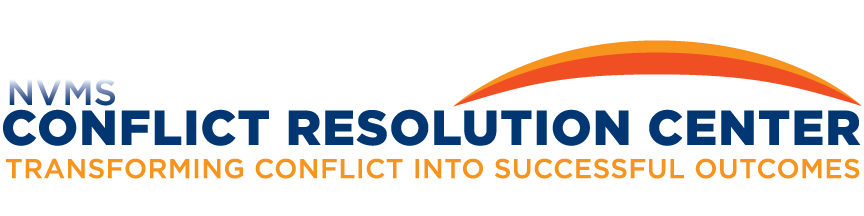 NVMS
CONFLICT RESOLUTION CENTER
TRANSFORMING CONFLICT INTO SUCCESSFUL OUTCOMES